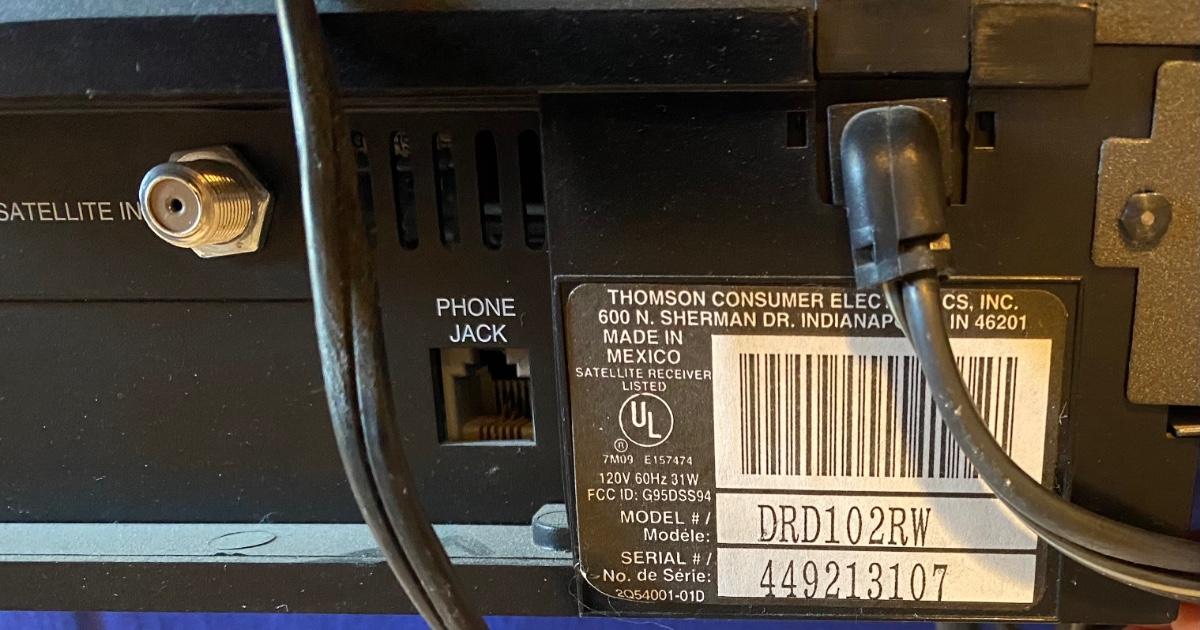 SATELLITE IN
PHONE
JACK
THOMSON CONSUMER INC.
600 N. SHERMAN DR. IN 46201
MADE IN
MEXICO
SATELLITE RECEIVER
LISTED
UL
®
7M09 E157474
120V 60Hz 31W
FCC ID: G95DSS94
MODEL # /
Modèle:
DRD102RW
SERIAL # /
No. de Série:
449213107
2Q54001-01D